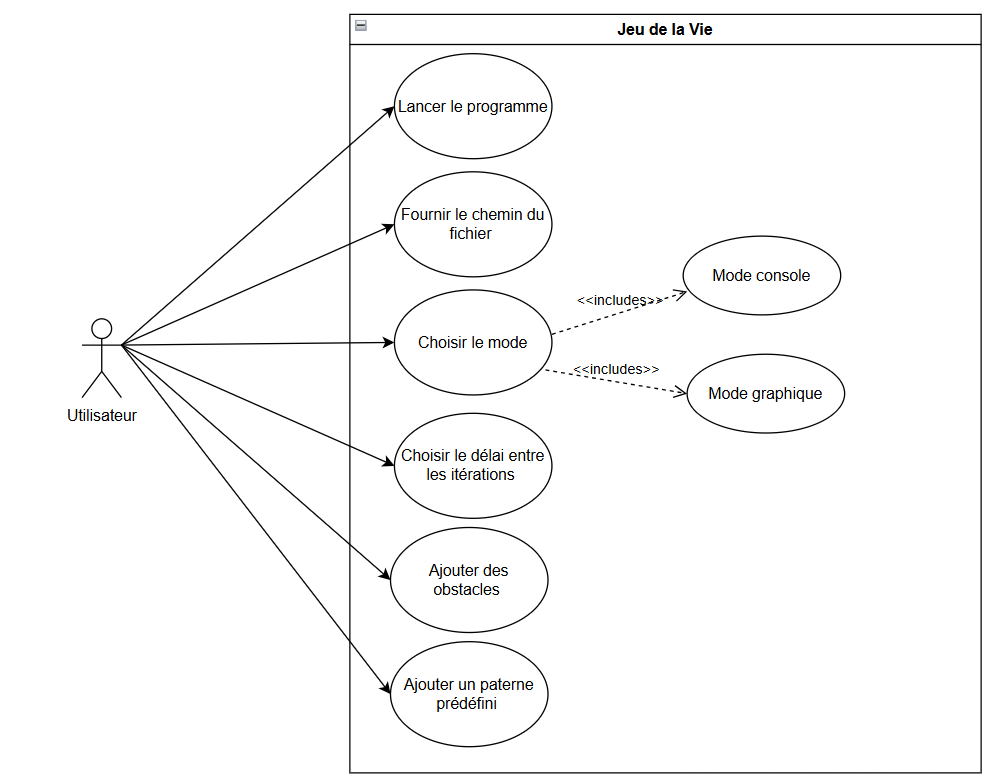 Jeu de la Vie
Lancer le programme
Fournir le chemin du
fichier
Choisir le mode
<<includes>>
Mode console
<<includes>>
Mode graphique
Utilisateur
Choisir le délai entre
les itérations
Ajouter des
obstacles
Ajouter un paterne
prédéfini